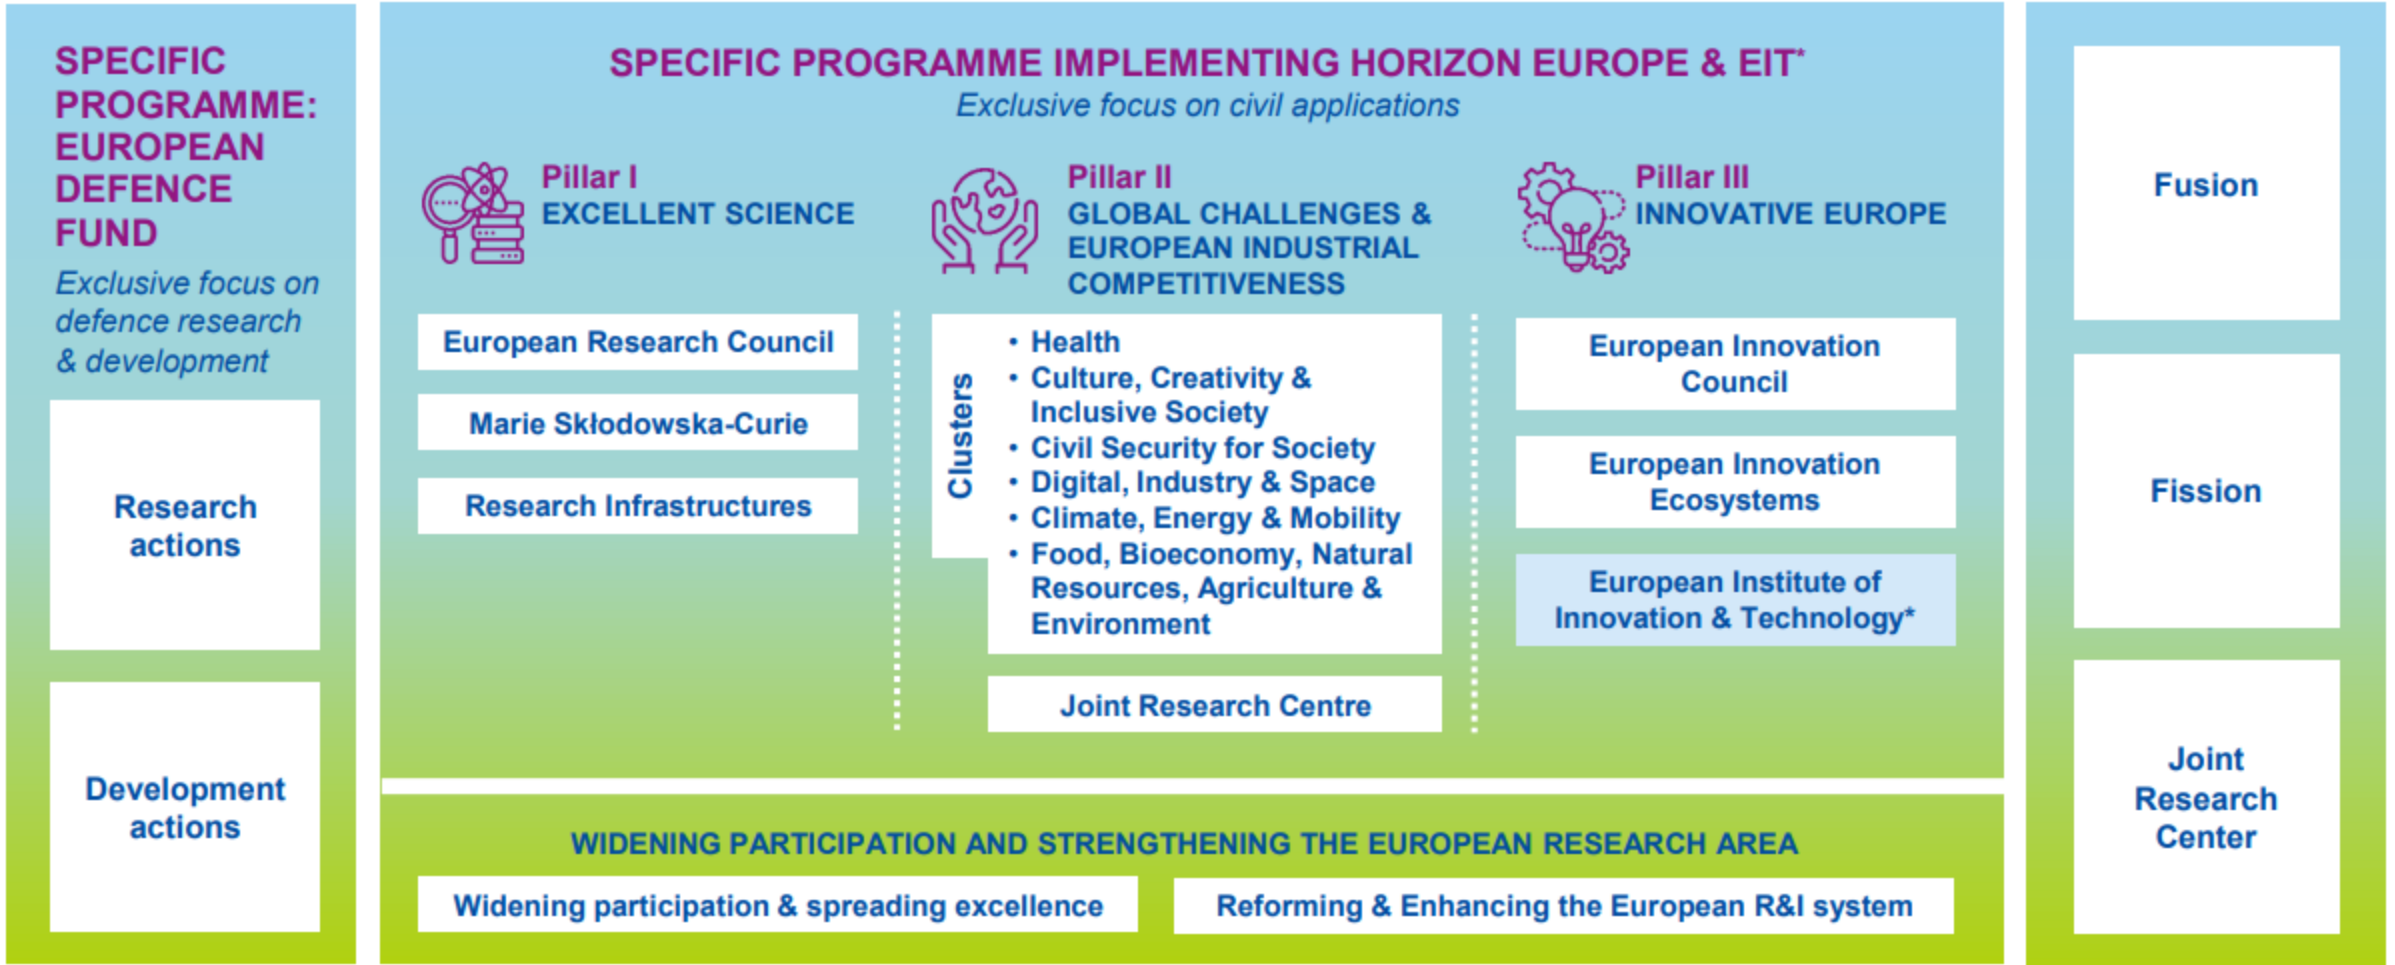 SPECIFIC
PROGRAMME:
EUROPEAN
DEFENCE
FUND
Exclusive focus on
defence research
& development
Research
actions
Development
actions
SPECIFIC PROGRAMME IMPLEMENTING HORIZON EUROPE & EIT*
Exclusive focus on civil applications
Pillar I
EXCELLENT SCIENCE
European Research Council
Marie Skłodowska-Curie
Research Infrastructures
Pillar II
GLOBAL CHALLENGES &
EUROPEAN INDUSTRIAL
COMPETITIVENESS
Clusters
• Health
• Culture, Creativity &
Inclusive Society
• Civil Security for Society
• Digital, Industry & Space
• Climate, Energy & Mobility
• Food, Bioeconomy, Natural
Resources, Agriculture &
Environment
Joint Research Centre
Pillar III
INNOVATIVE EUROPE
European Innovation
Council
European Innovation
Ecosystems
European Institute of
Innovation & Technology*
WIDENING PARTICIPATION AND STRENGTHENING THE EUROPEAN RESEARCH AREA
Widening participation & spreading excellence
Reforming & Enhancing the European R&I system
Fusion
Fission
Joint
Research
Center